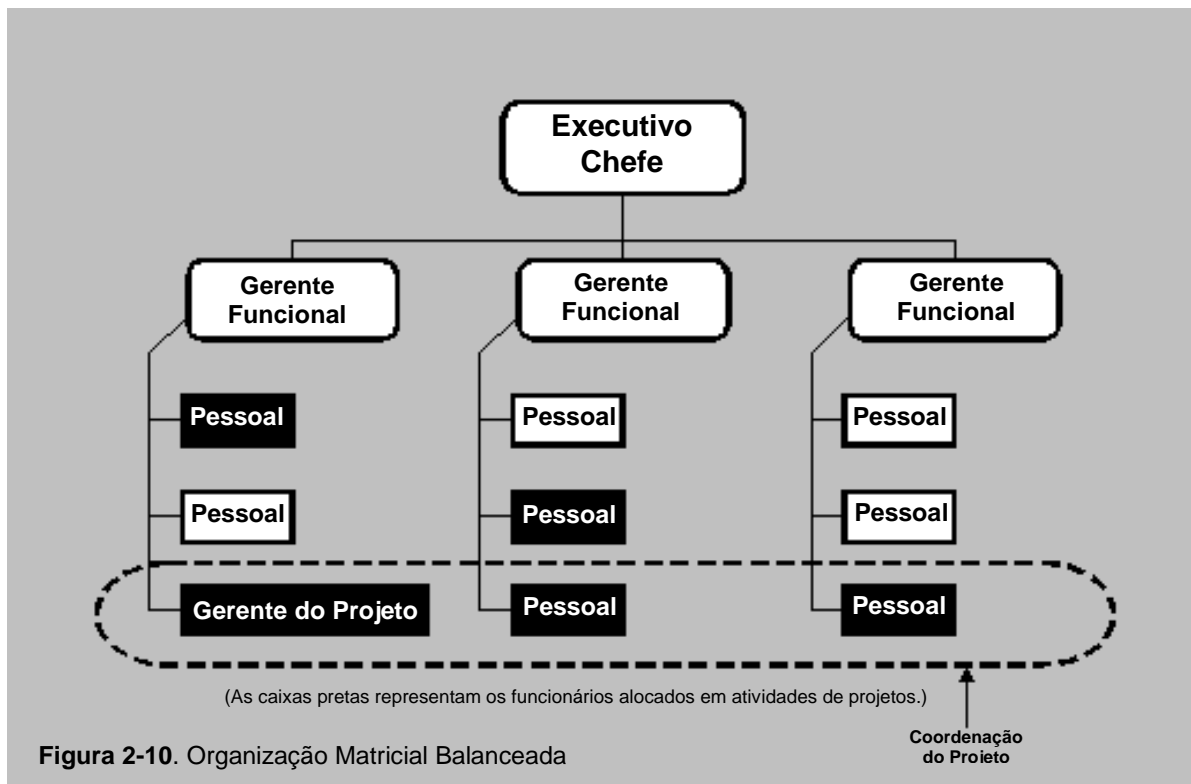 Executivo
Chefe
Gerente
Funcional
Gerente
Funcional
Gerente
Funcional
Pessoal
Pessoal
Pessoal
Pessoal
Pessoal
Pessoal
Gerente do Projeto
Pessoal
Pessoal
(As caixas pretas representam os funcionários alocados em atividades de projetos.)
Coordenação
do Projeto
Figura 2-10. Organização Matricial Balanceada